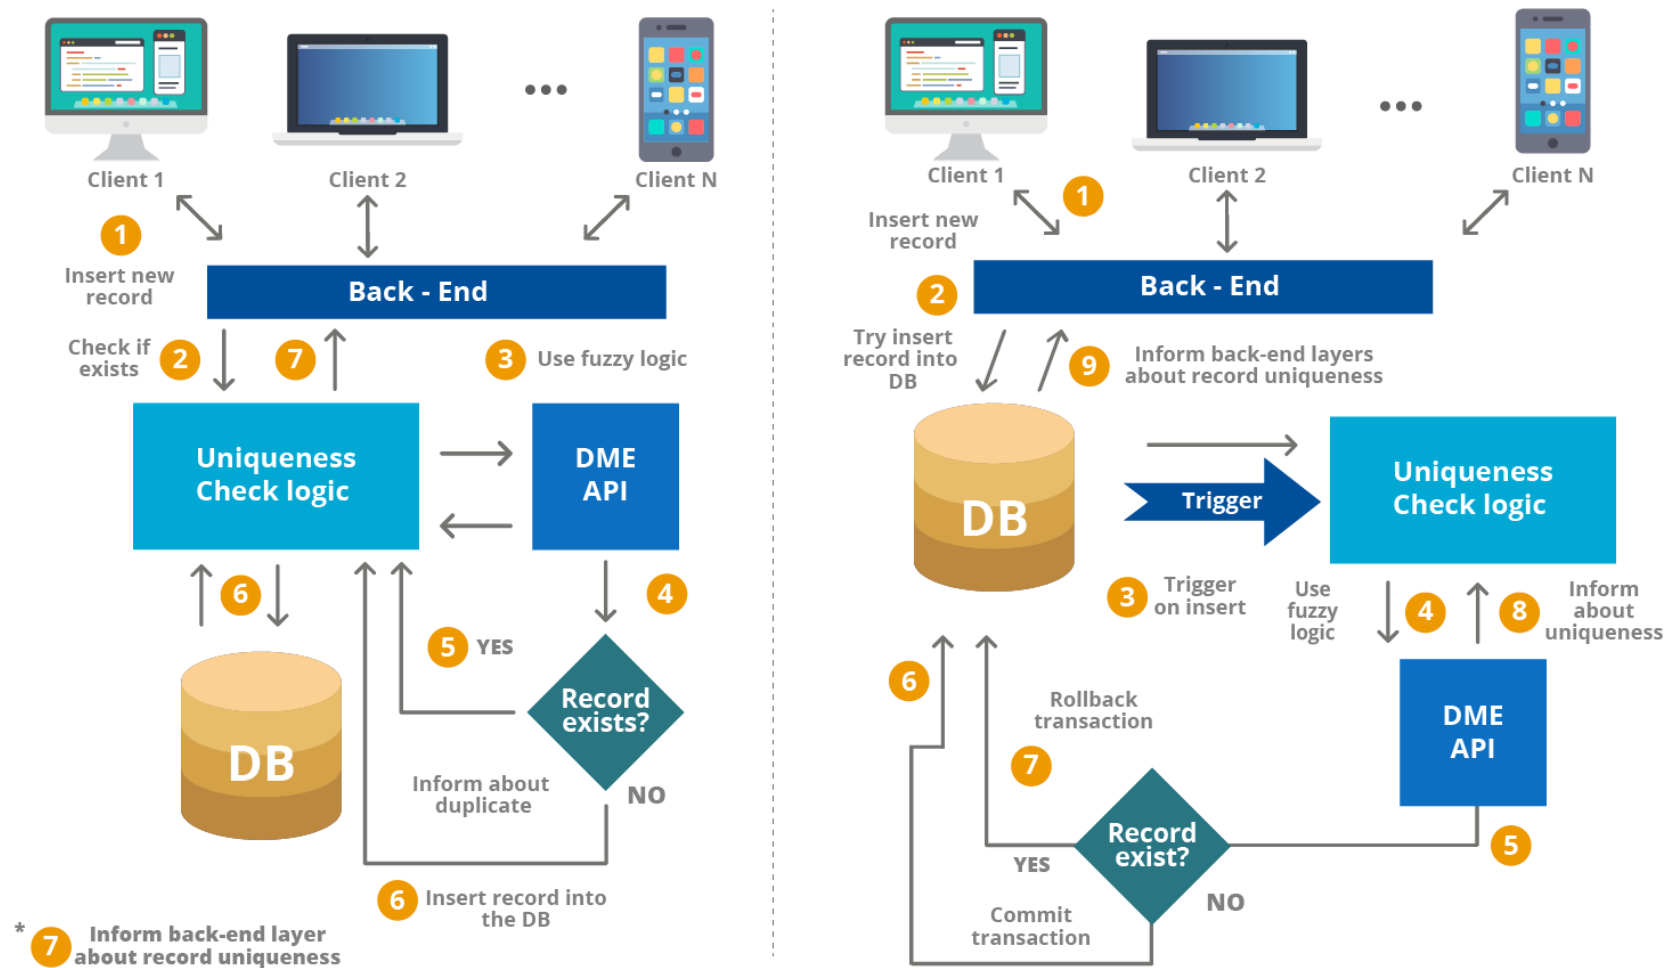 Client 1
Client 2
Client N
1
Insert new
record
Back - End
Check if
exists
2
7
3
Use fuzzy logic
Uniqueness
Check logic
DME
API
6
4
5
YES
Record
exists?
DB
Inform about
duplicate
NO
6
Insert record into
the DB
*
7
Inform back-end layer
about record uniqueness
Client 1
Client 2
Client N
1
Insert new
record
2
Back - End
Try insert
record into
DB
9
Inform back-end layers
about record uniqueness
DB
Trigger
Uniqueness
Check logic
3
Trigger
on insert
Use
fuzzy
logic
4
8
Inform
about
uniqueness
6
Rollback
transaction
7
DME
API
Record
exist?
5
YES
NO
Commit
transaction